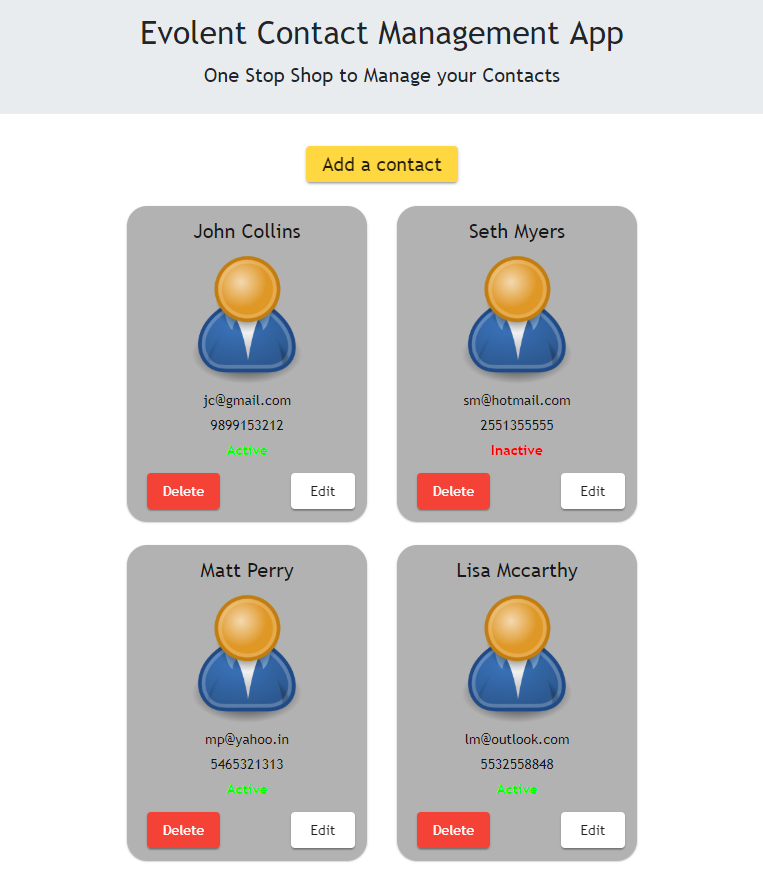 Evolent Contact Management App
One Stop Shop to Manage your Contacts
Add a contact
John Collins
jc@gmail.com
9899153212
Active
Delete
Edit
Seth Myers
sm@hotmail.com
2551355555
Inactive
Delete
Edit
Matt Perry
mp@yahoo.in
5465321313
Active
Delete
Edit
Lisa Mccarthy
lm@outlook.com
5532558848
Active
Delete
Edit